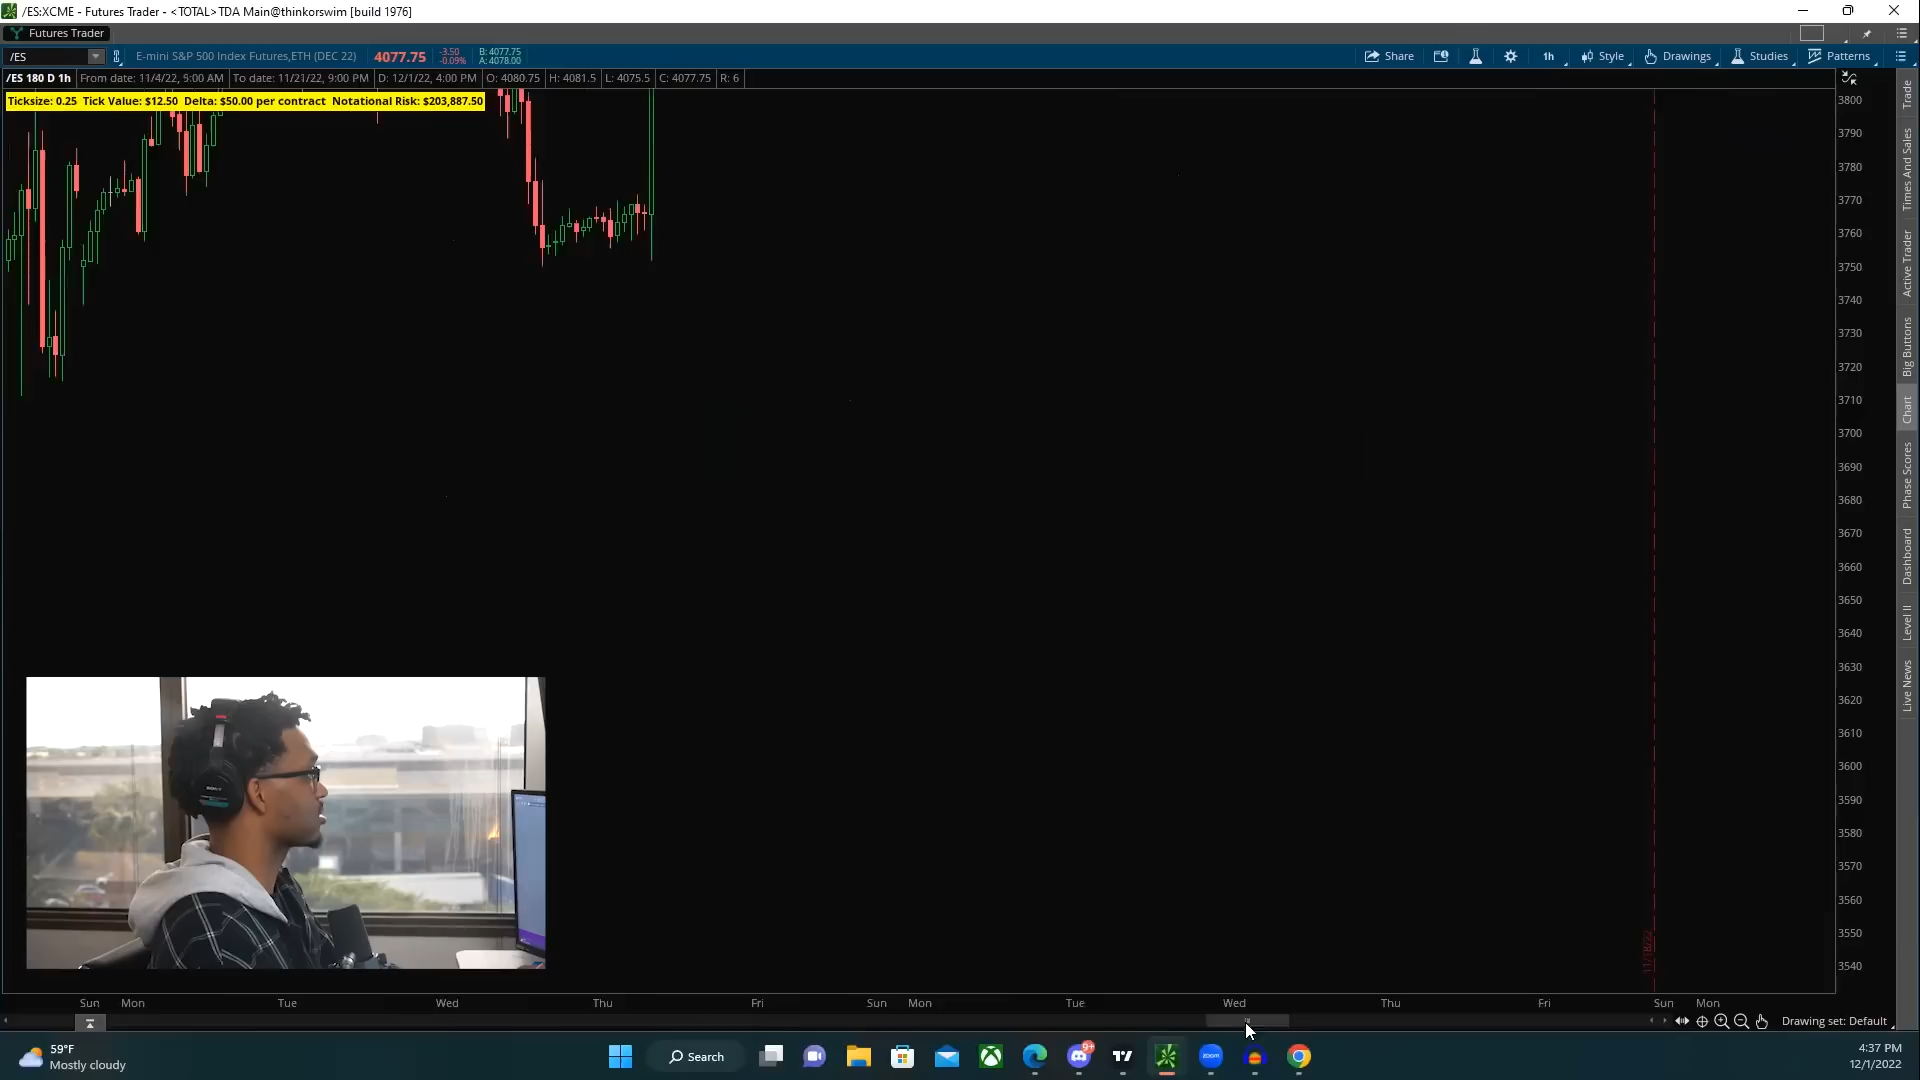 /ES:XCME - Futures Trader - <TOTAL> TDA Main@thinkorswim [build 1976]
Futures Trader
/ES E-mini S&P 500 Index Futures,ETH (DEC 22) 4077.75 -3.50 B: 4077.75 Share 1h Style Drawings Studies Patterns
-0.09% A: 4078.00
/ES 180 D 1h From date: 11/4/22, 5:00 AM To date: 11/21/22, 9:00 PM D: 12/1/22, 4:00 PM O: 4080.75 H: 4081.5 L: 4075.5 C: 4077.75 R: 6
Ticksize: 0.25 Tick Value: $12.50 Delta: $50.00 per contract Notational Risk: $203,887.50
3800
3790
3780
3770
3760
3750
3740
3730
3720
3710
3700
3690
3680
3670
3660
3650
3640
3630
3620
3610
3600
3590
3580
3570
3560
3550
3540
Trade
Times And Sales
Active Trader
Big Buttons
Chart
Phase Scores
Dashboard
Level II
Live News
11/18/22
SONY
Sun Mon Tue Wed Thu Fri Sun Mon Tue Wed Thu Fri Sun Mon
Drawing set: Default
59°F
Mostly cloudy
Search
9+
zoom
4:37 PM
12/1/2022